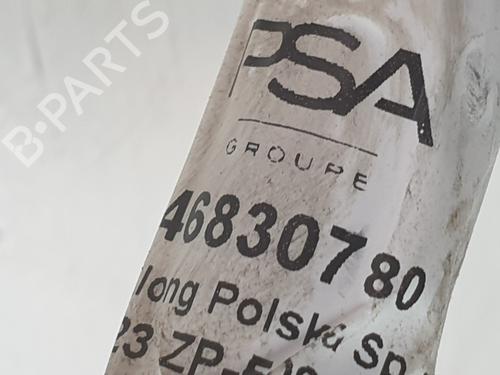 B-PARTS
PSA
GROUPE
46830780
long Polska Sp.
23 ZP-